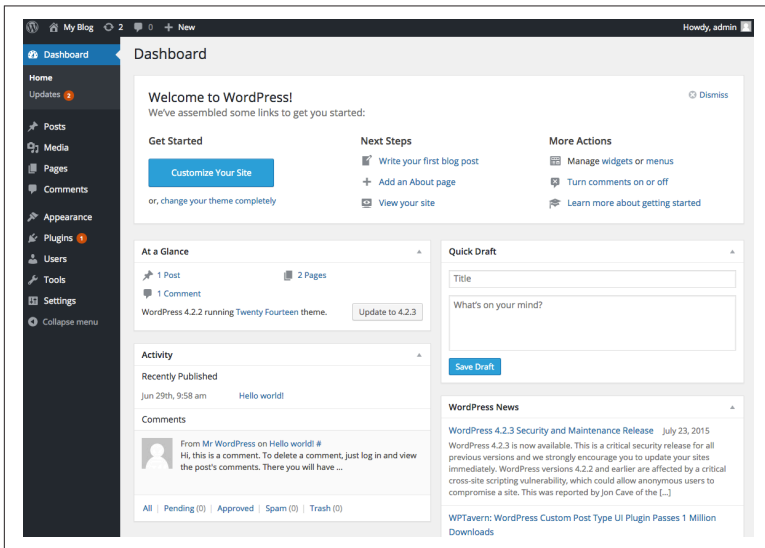 My Blog 2 0 + New Howdy, admin
Dashboard
Home
Updates 2
Posts
Media
Pages
Comments
Appearance
Plugins 1
Users
Tools
Settings
Collapse menu
Dashboard
Welcome to WordPress!
We've assembled some links to get you started:
Dismiss
Get Started
Customize Your Site
or, change your theme completely
Next Steps
Write your first blog post
Add an About page
View your site
More Actions
Manage widgets or menus
Turn comments on or off
Learn more about getting started
At a Glance
1 Post 2 Pages
1 Comment
WordPress 4.2.2 running Twenty Fourteen theme. Update to 4.2.3
Activity
Recently Published
Jun 29th, 9:58 am Hello world!
Comments
From Mr WordPress on Hello world! #
Hi, this is a comment. To delete a comment, just log in and view
the post's comments. There you will have ...
All | Pending (0) | Approved | Spam (0) | Trash (0)
Quick Draft
Title
What's on your mind?
Save Draft
WordPress News
WordPress 4.2.3 Security and Maintenance Release July 23, 2015
WordPress 4.2.3 is now available. This is a critical security release for all
previous versions and we strongly encourage you to update your sites
immediately. WordPress versions 4.2.2 and earlier are affected by a critical
cross-site scripting vulnerability, which could allow anonymous users to
compromise a site. This was reported by Jon Cave of the [...]
WPTavern: WordPress Custom Post Type UI Plugin Passes 1 Million
Downloads